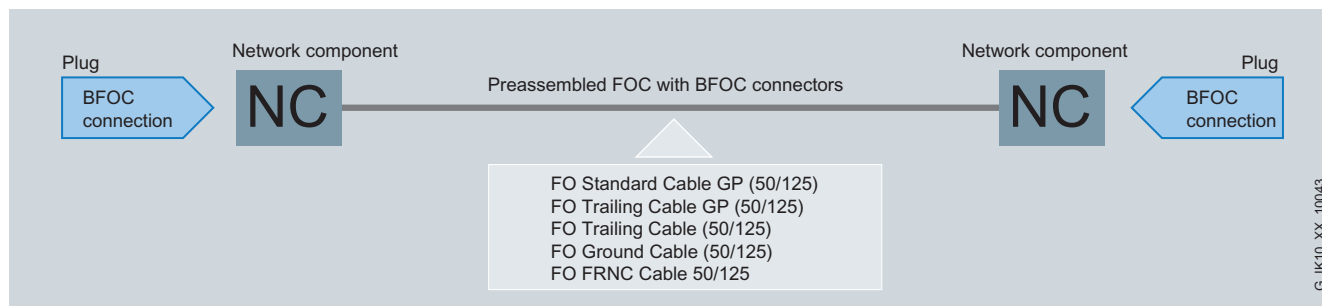 Plug
BFOC
connection
Network component
NC
Preassembled FOC with BFOC connectors
FO Standard Cable GP (50/125)
FO Trailing Cable GP (50/125)
FO Trailing Cable (50/125)
FO Ground Cable (50/125)
FO FRNC Cable 50/125
Network component
NC
Plug
BFOC
connection
G_IK10_XX_10043